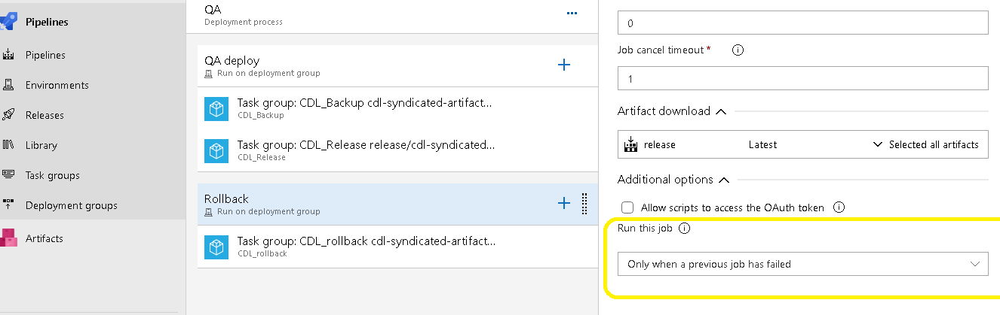 Pipelines
Pipelines
Environments
Releases
Library
Task groups
Deployment groups
Artifacts
QA
Deployment process
QA deploy
Run on deployment group
Task group: CDL_Backup cdl-syndicated-artifact...
CDL_Backup
Task group: CDL_Release release/cdl-syndicated...
CDL_Release
Rollback
Run on deployment group
Task group: CDL_rollback cdl-syndicated-artifact...
CDL_rollback
0
Job cancel timeout *
1
Artifact download
release Latest Selected all artifacts
Additional options
Allow scripts to access the OAuth token
Run this job
Only when a previous job has failed